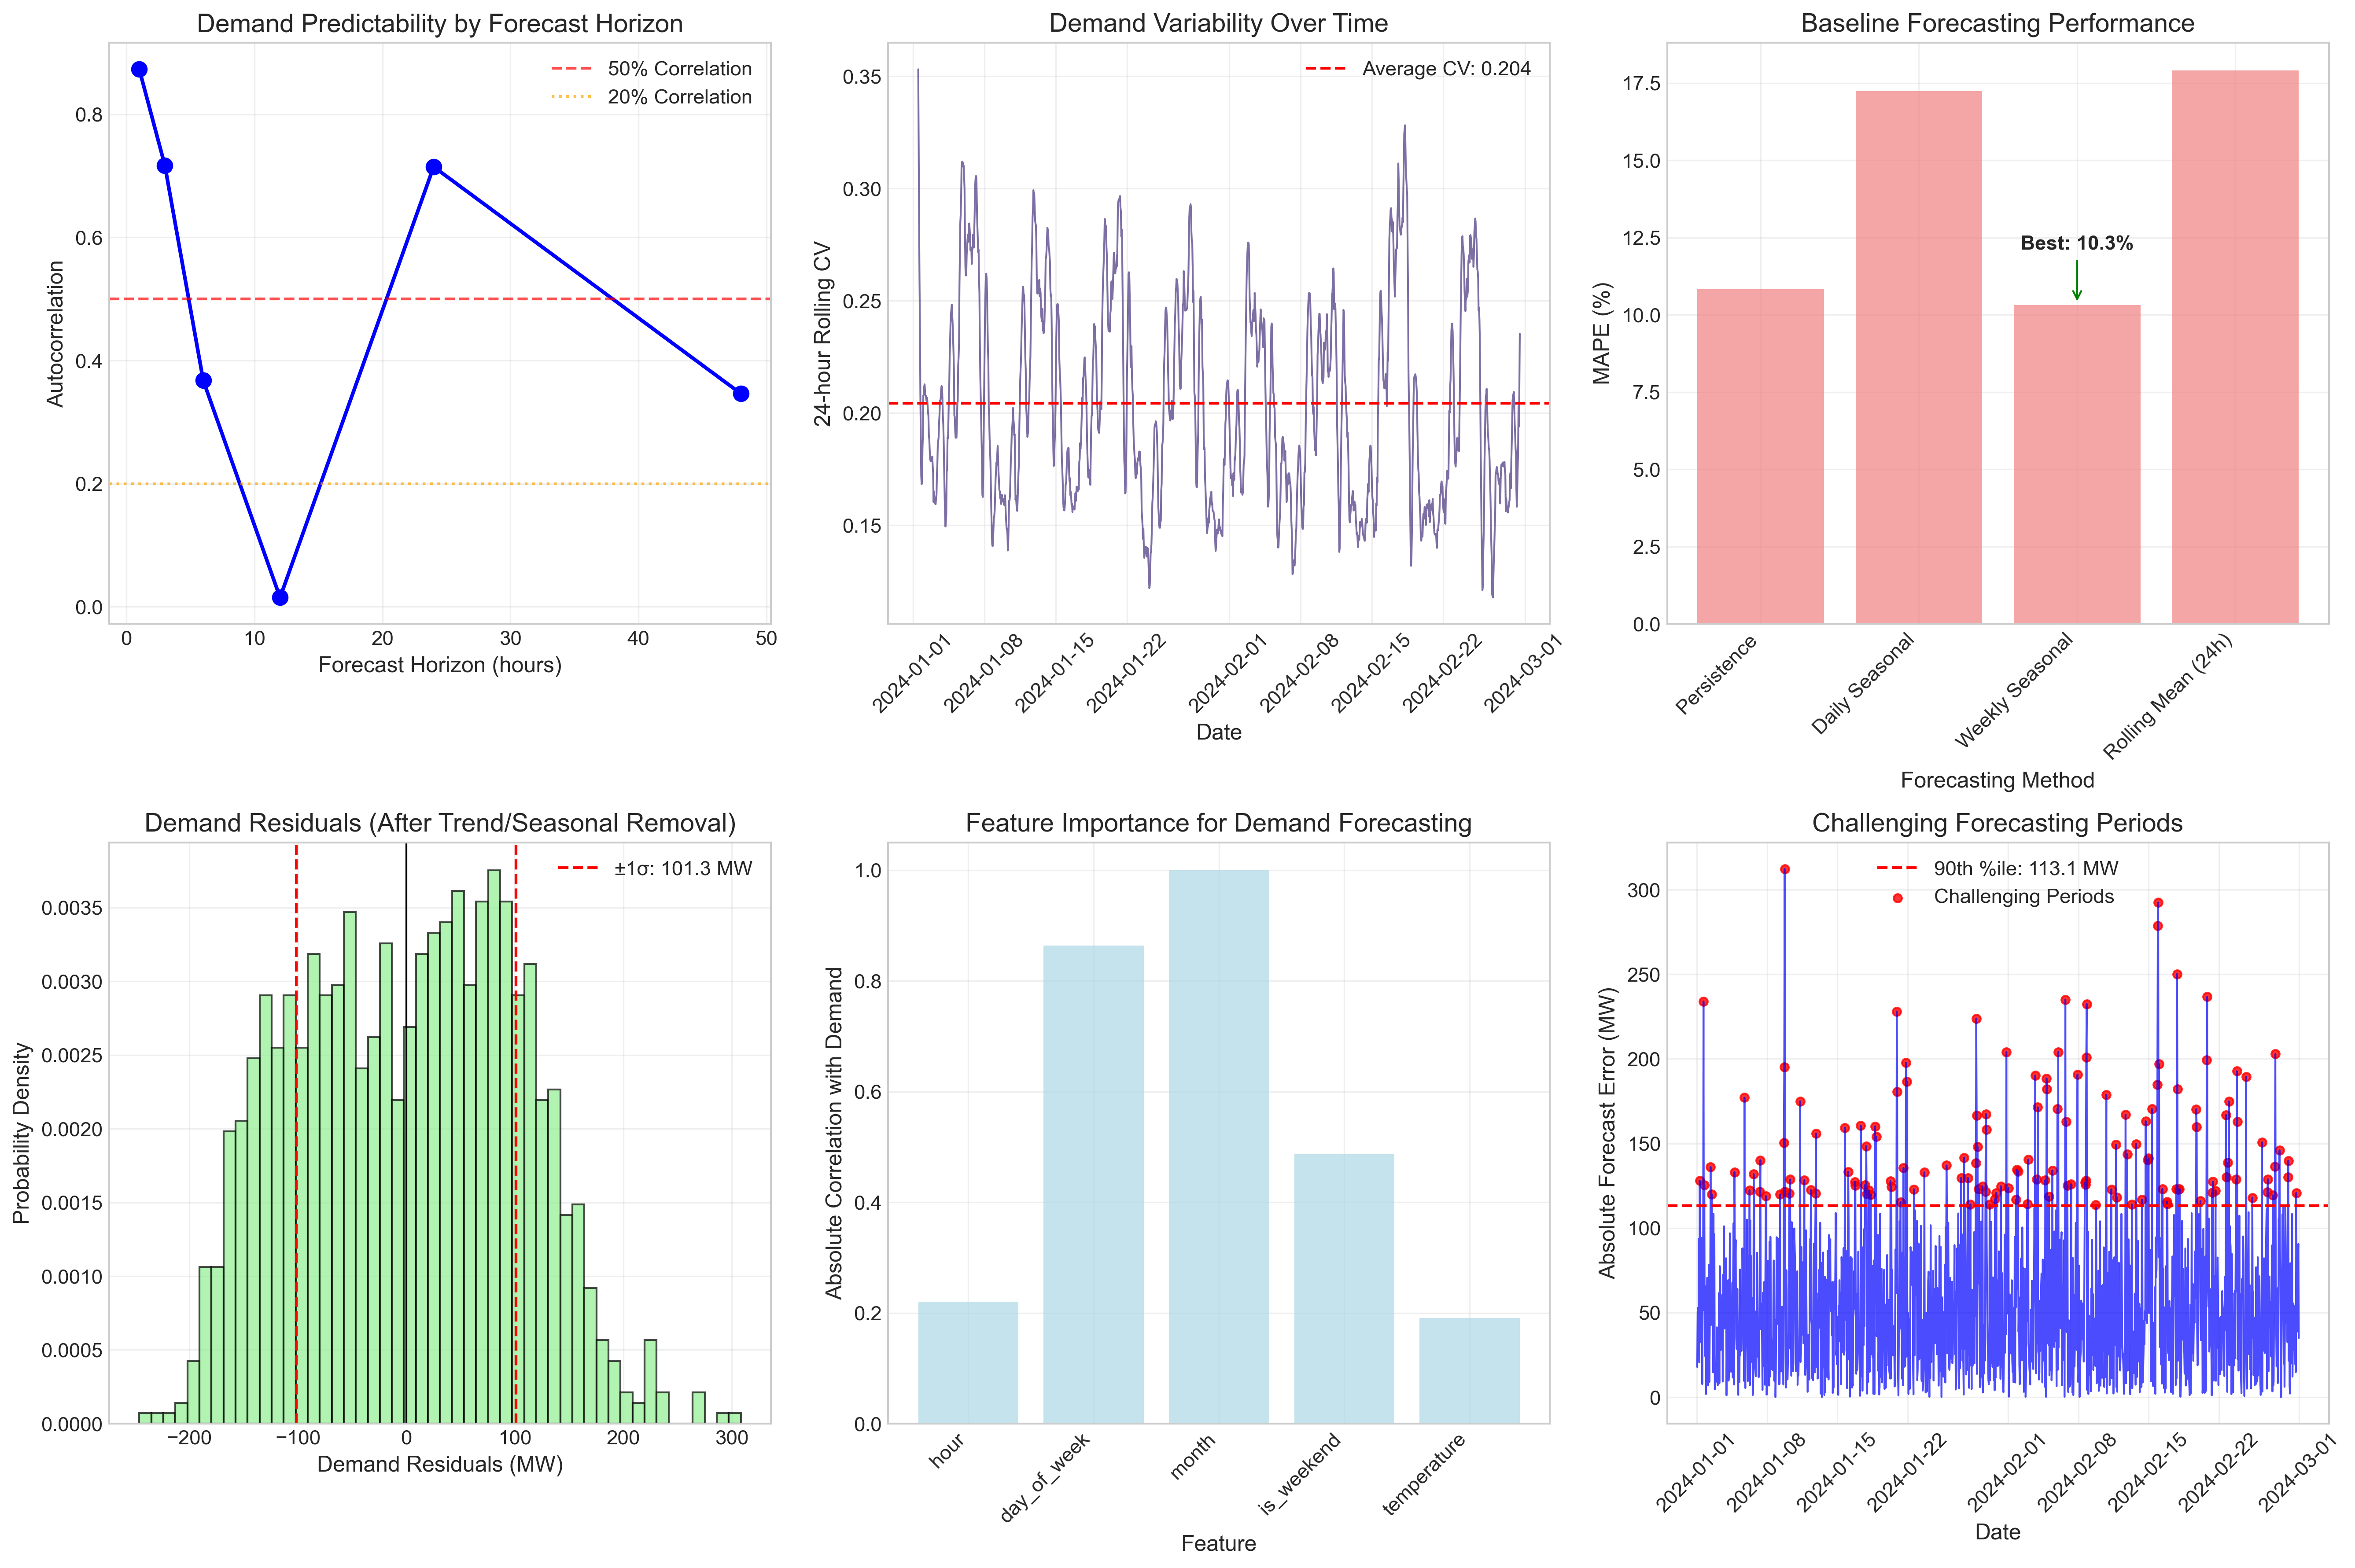 Demand Predictability by Forecast Horizon
50% Correlation
20% Correlation
Autocorrelation
0.8
0.6
0.4
0.2
0.0
0 10 20 30 40 50
Forecast Horizon (hours)
Demand Variability Over Time
Average CV: 0.204
24-hour Rolling CV
0.35
0.30
0.25
0.20
0.15
2024-01-01 2024-01-08 2024-01-15 2024-01-22 2024-02-01 2024-02-08 2024-02-15 2024-02-22 2024-03-01
Date
Baseline Forecasting Performance
Best: 10.3%
MAPE (%)
17.5
15.0
12.5
10.0
7.5
5.0
2.5
0.0
Persistence Daily Seasonal Weekly Seasonal Rolling Mean (24h)
Forecasting Method
Demand Residuals (After Trend/Seasonal Removal)
±1σ: 101.3 MW
Probability Density
0.0035
0.0030
0.0025
0.0020
0.0015
0.0010
0.0005
0.0000
−200 −100 0 100 200 300
Demand Residuals (MW)
Feature Importance for Demand Forecasting
Absolute Correlation with Demand
1.0
0.8
0.6
0.4
0.2
0.0
hour day_of_week month is_weekend temperature
Feature
Challenging Forecasting Periods
90th %ile: 113.1 MW
Challenging Periods
Absolute Forecast Error (MW)
300
250
200
150
100
50
0
2024-01-01 2024-01-08 2024-01-15 2024-01-22 2024-02-01 2024-02-08 2024-02-15 2024-02-22 2024-03-01
Date